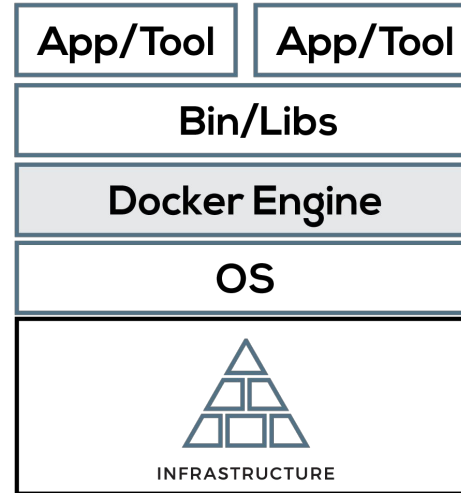 App/Tool App/Tool
Bin/Libs
Docker Engine
OS
INFRASTRUCTURE